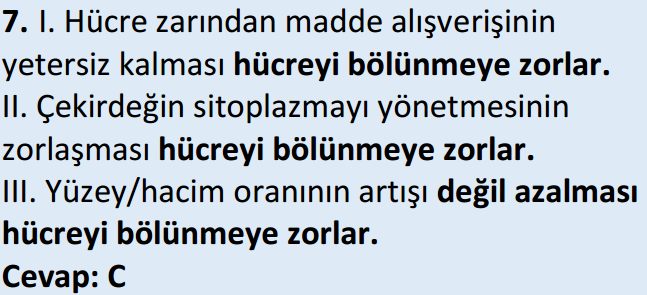 7. I. Hücre zarından madde alışverişinin
yetersiz kalması hücreyi bölünmeye zorlar.
II. Çekirdeğin sitoplazmayı yönetmesinin
zorlaşması hücreyi bölünmeye zorlar.
III. Yüzey/hacim oranının artışı değil azalması
hücreyi bölünmeye zorlar.
Cevap: C